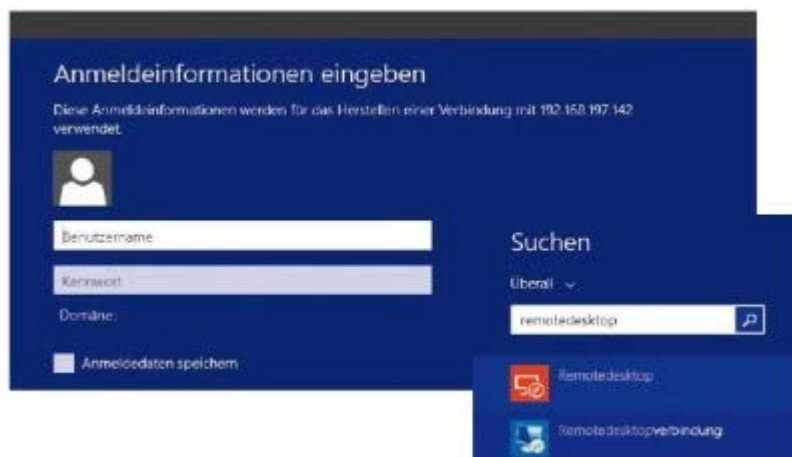 Anmeldeinformationen eingeben
Diese Anmeldeinformationen werden für das Herstellen einer Verbindung mit 192.168.197.142
verwendet.
Benutzername
Kennwort
Domäne:
Anmeldedaten speichern
Suchen
Überall
remotedesktop
Remotedesktop
Remotedesktopverbindung